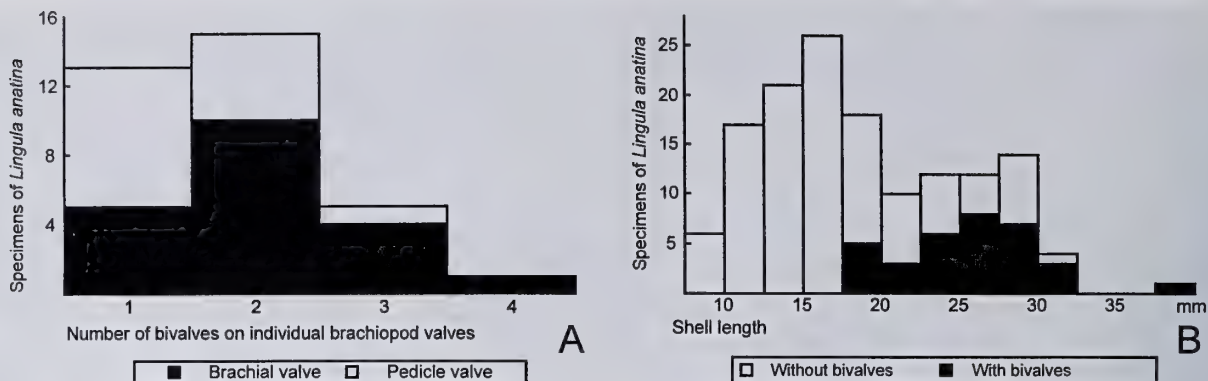 16
12
8
4
Specimens of Lingula anatina
1 2 3 4
Number of bivalves on individual brachiopod valves
A
■ Brachial valve □ Pedicle valve
25
20
15
10
5
Specimens of Lingula anatina
10 15 20 25 30 35 mm
Shell length
B
□ Without bivalves ■ With bivalves